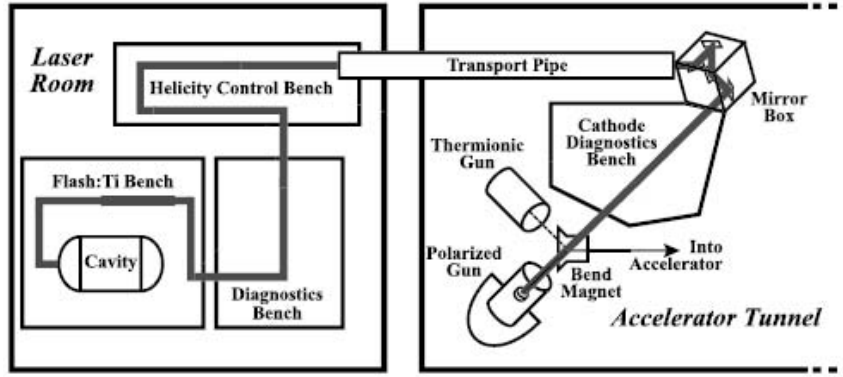 Laser
Room
Helicity Control Bench
Flash:Ti Bench
Cavity
Diagnostics
Bench
Transport Pipe
Mirror
Box
Cathode
Diagnostics
Bench
Thermionic
Gun
Polarized
Gun
Bend
Magnet
Into
Accelerator
Accelerator Tunnel